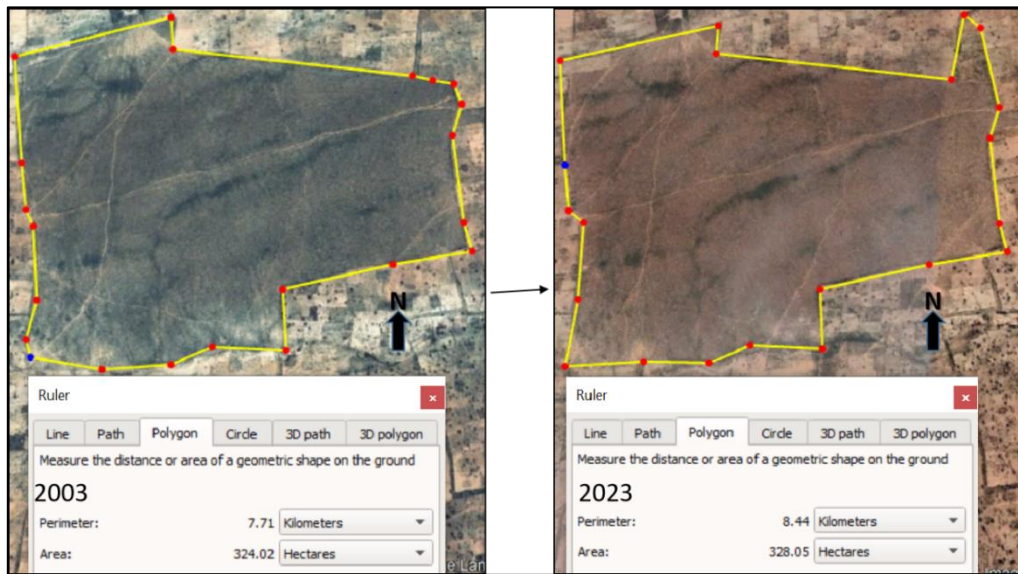 N
Ruler
×
Line Path Polygon Circle 3D path 3D polygon
Measure the distance or area of a geometric shape on the ground
2003
Perimeter: 7.71 Kilometers
Area: 324.02 Hectares
N
Ruler
×
Line Path Polygon Circle 3D path 3D polygon
Measure the distance or area of a geometric shape on the ground
2023
Perimeter: 8.44 Kilometers
Area: 328.05 Hectares